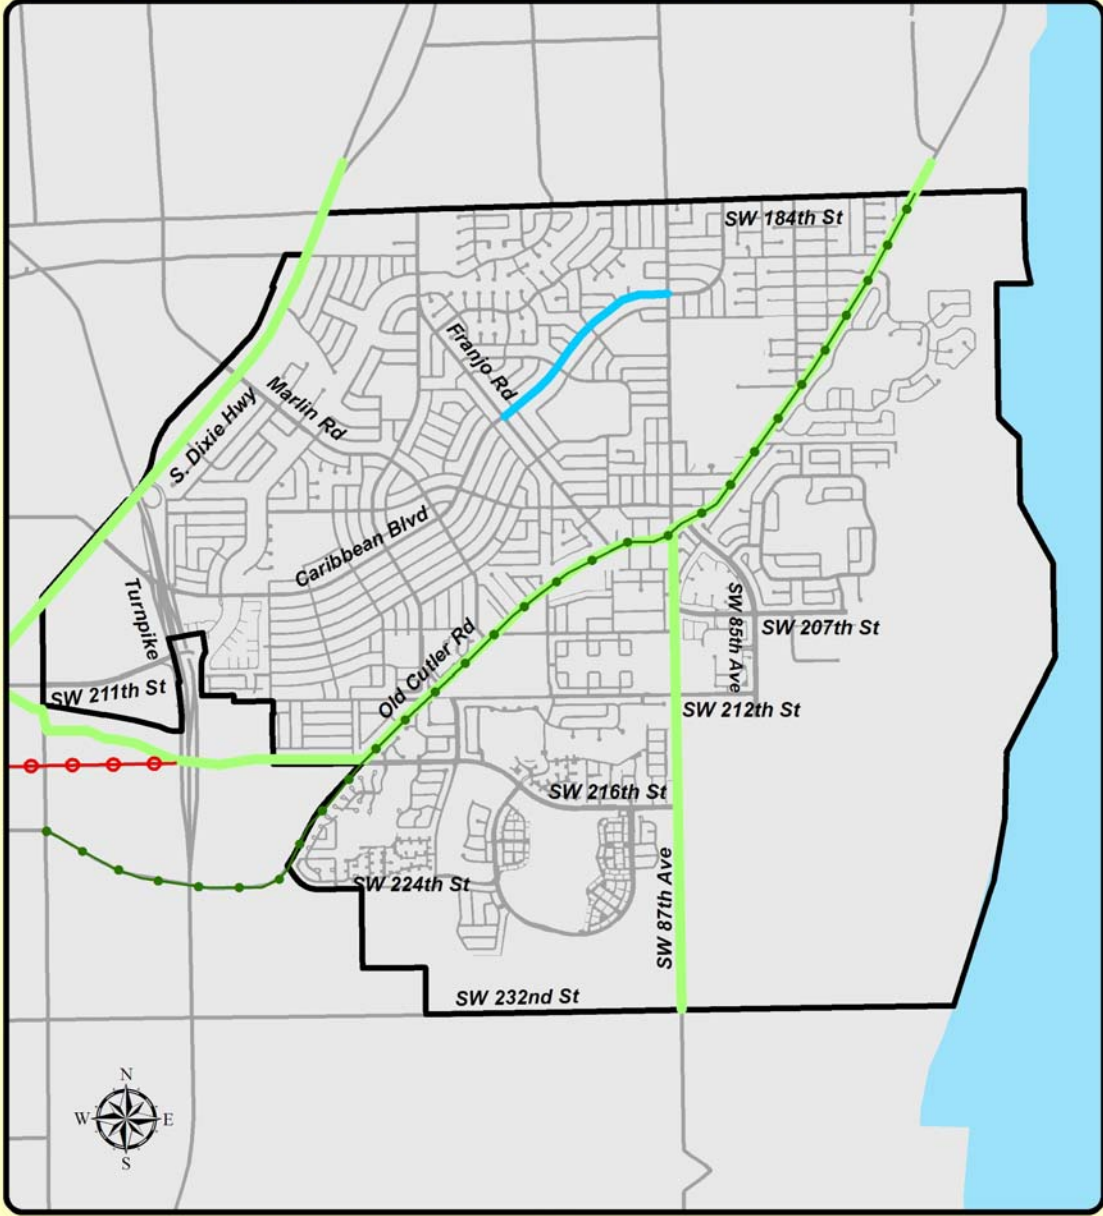 SW 184th St
Franjo Rd
Marlin Rd
S. Dixie Hwy
Caribbean Blvd
Turnpike
SW 85th Ave
SW 207th St
Old Cutler Rd
SW 211th St
SW 212th St
SW 216th St
SW 87th Ave
SW 224th St
SW 232nd St
N
W E
S